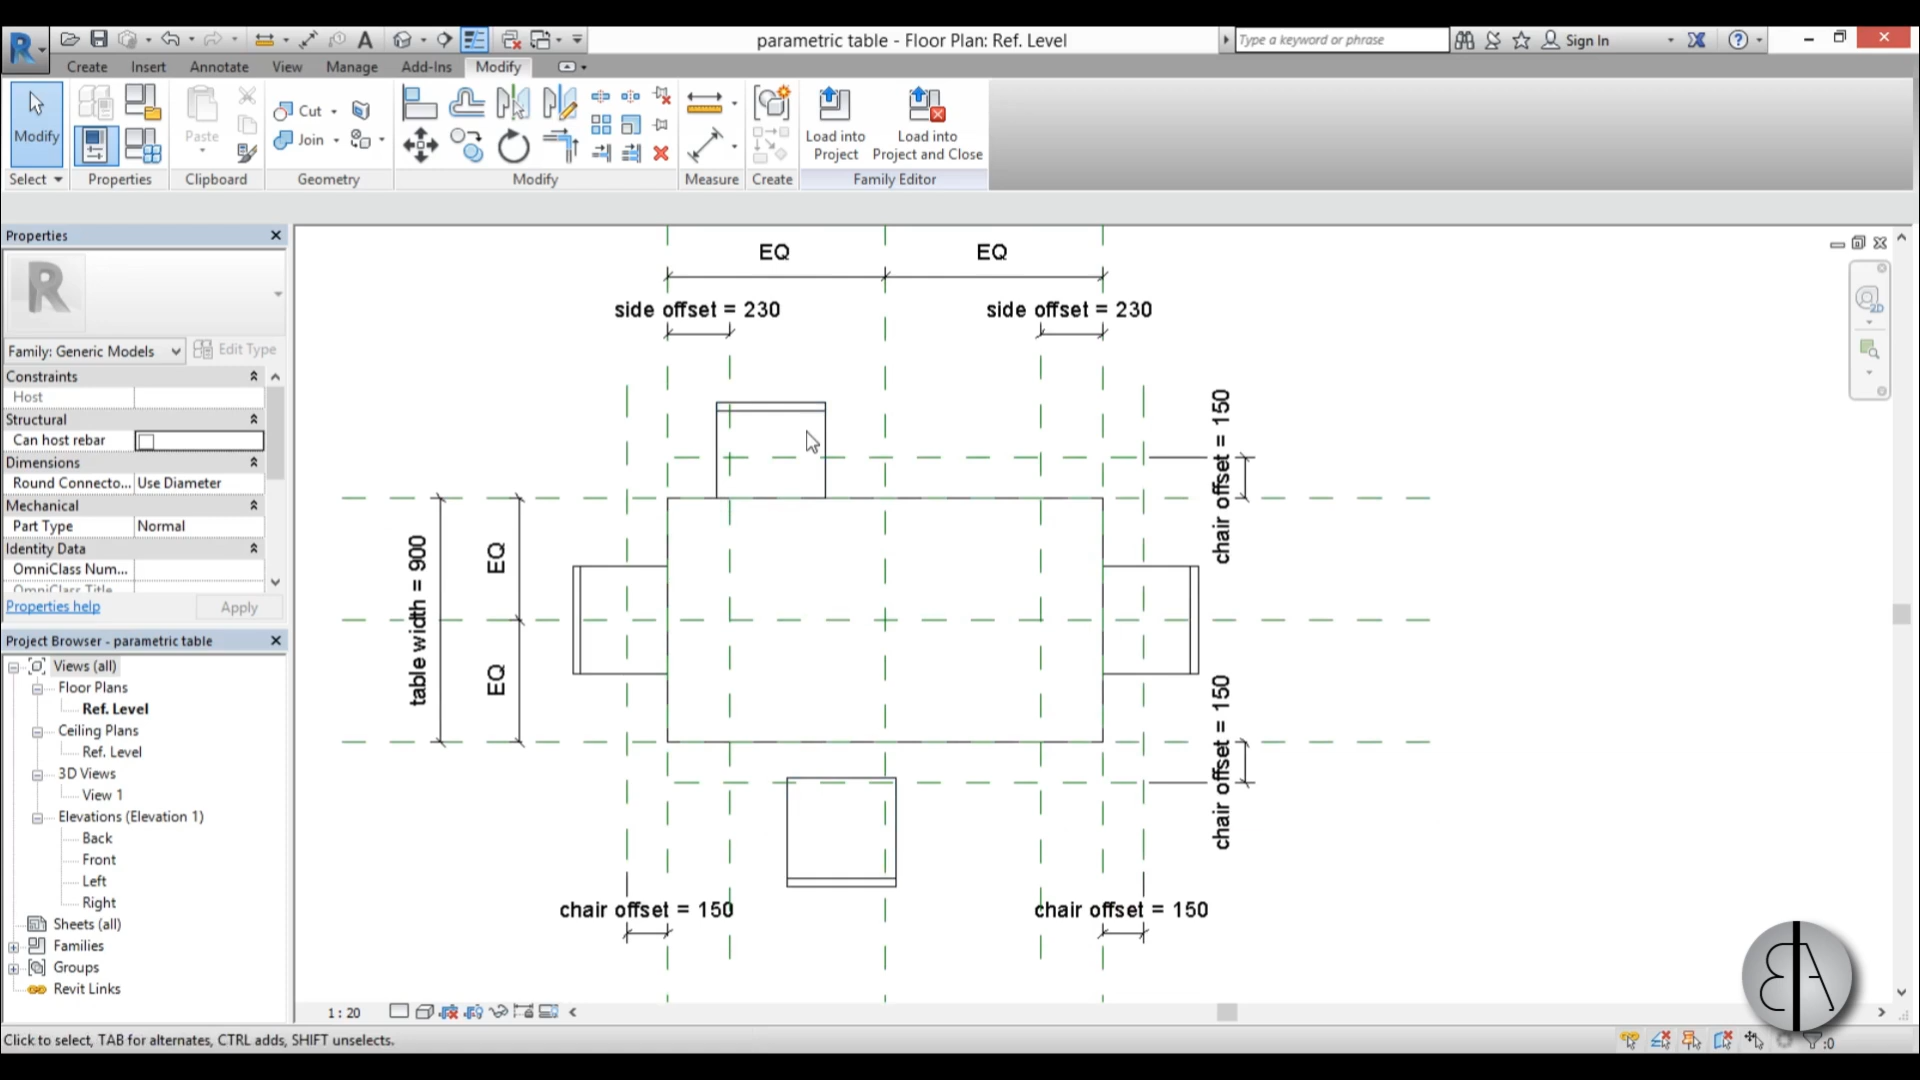 parametric table - Floor Plan: Ref. Level
Type a keyword or phrase
Sign In
Create Insert Annotate View Manage Add-Ins Modify
Modify
Paste
Cut
Join
Load into Project
Load into Project and Close
Select Properties Clipboard Geometry Modify Measure Create Family Editor
Properties
R
Family: Generic Models
Edit Type
Constraints
Host
Structural
Can host rebar
Dimensions
Round Connecto... Use Diameter
Mechanical
Part Type Normal
Identity Data
OmniClass Num...
OmniClass Title
Properties help
Apply
Project Browser - parametric table
Views (all)
Floor Plans
Ref. Level
Ceiling Plans
Ref. Level
3D Views
View 1
Elevations (Elevation 1)
Back
Front
Left
Right
Sheets (all)
Families
Groups
Revit Links
EQ EQ
side offset = 230 side offset = 230
chair offset = 150
table width = 900
EQ
EQ
chair offset = 150
chair offset = 150 chair offset = 150
2D
1 : 20
Click to select, TAB for alternates, CTRL adds, SHIFT unselects.
:0
BA